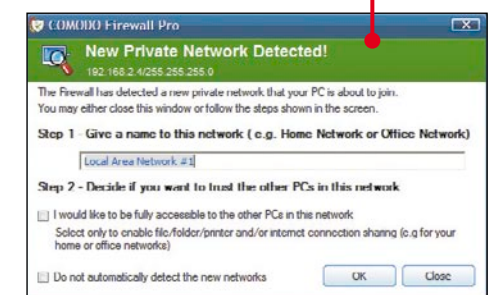 COMODO Firewall Pro
New Private Network Detected!
192.168.2.4/255.255.255.0
The Firewall has detected a new private network that your PC is about to join.
You may either close this window or follow the steps shown in the screen.
Step 1 - Give a name to this network ( e.g. Home Network or Office Network)
Local Area Network #1
Step 2 - Decide if you want to trust the other PCs in this network
I would like to be fully accessible to the other PCs in this network
Select only to enable file/folder/printer and/or internet connection sharing (e.g for your
home or office networks)
Do not automatically detect the new networks
OK
Close